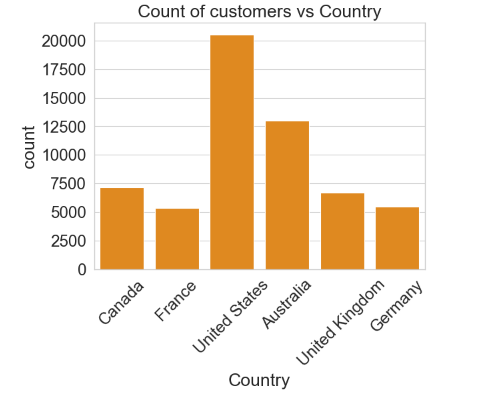 Count of customers vs Country
20000
17500
15000
12500
10000
7500
5000
2500
0
count
Canada
France
United States
Australia
United Kingdom
Germany
Country